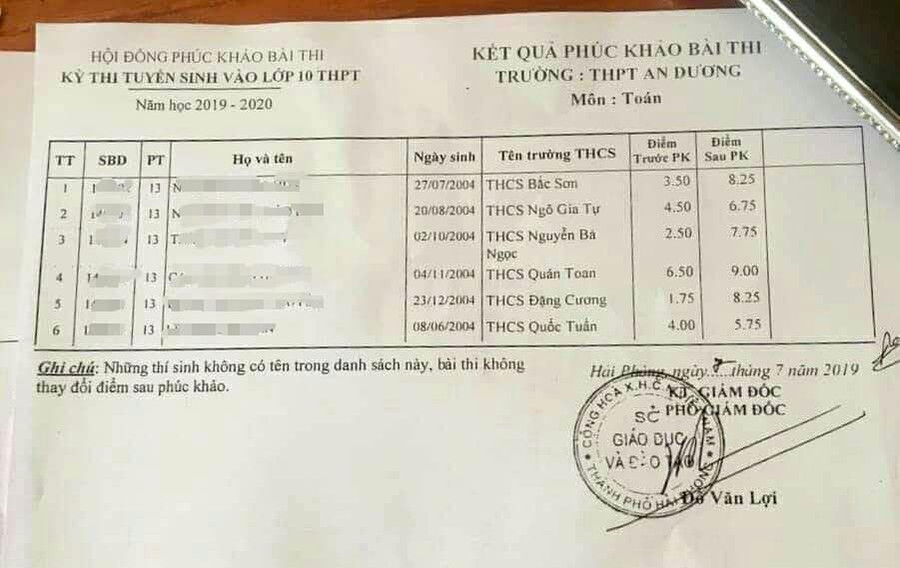 HỘI ĐỒNG PHÚC KHẢO BÀI THI
KỲ THI TUYỂN SINH VÀO LỚP 10 THPT
Năm học 2019 - 2020
KẾT QUẢ PHÚC KHẢO BÀI THI
TRƯỜNG : THPT AN DƯƠNG
Môn : Toán
TT SBD PT Họ và tên Ngày sinh Tên trường THCS Điểm Trước PK Điểm Sau PK
1 13 27/07/2004 THCS Bắc Sơn 3.50 8.25
2 13 20/08/2004 THCS Ngô Gia Tự 4.50 6.75
3 13 02/10/2004 THCS Nguyễn Bá 2.50 7.75
Ngọc
4 13 04/11/2004 THCS Quán Toan 6.50 9.00
5 13 23/12/2004 THCS Đặng Cương 1.75 8.25
6 13 08/06/2004 THCS Quốc Tuấn 4.00 5.75
Ghi chú: Những thí sinh không có tên trong danh sách này, bài thi không
thay đổi điểm sau phúc khảo.
Hải Phòng, ngày tháng 7 năm 2019
KT GIÁM ĐỐC
PHÓ GIÁM ĐỐC
CỘNG HOÀ X.H.C.N VIỆT NAM
SỞ
GIÁO DỤC
VÀ ĐÀO TẠO
THÀNH PHỐ HẢI PHÒNG
Đỗ Văn Lợi